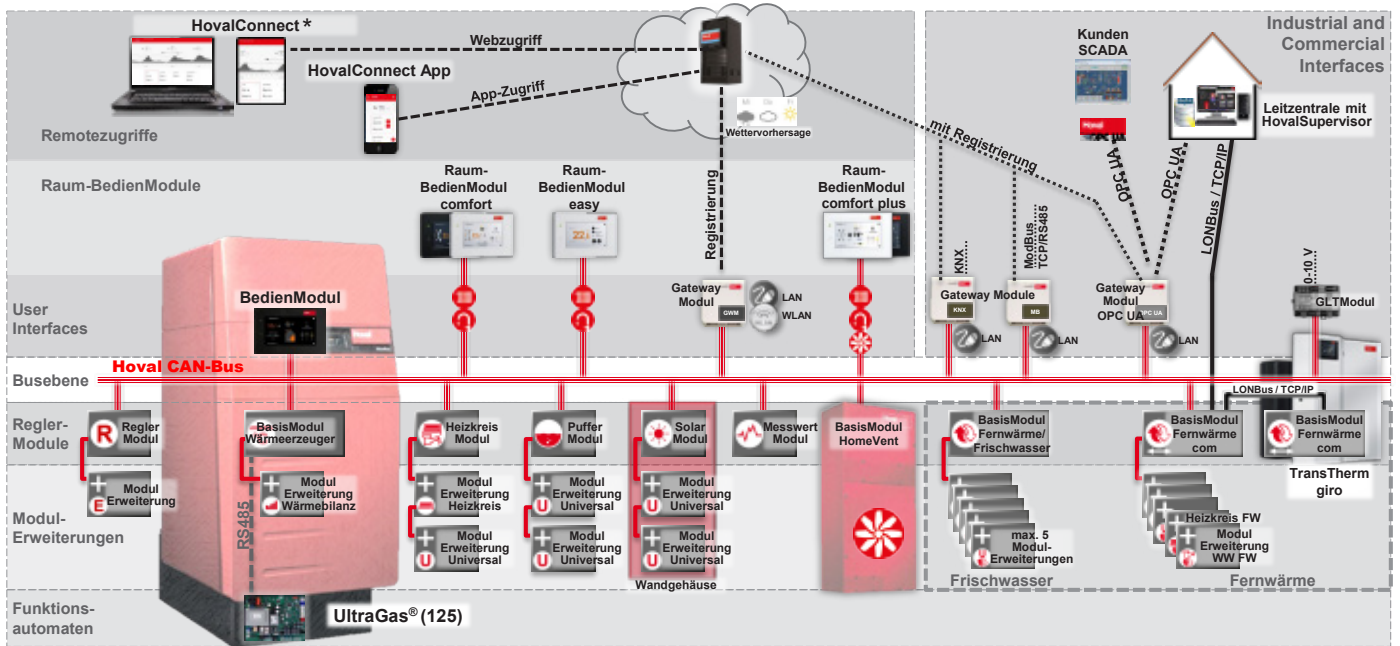 HovalConnect *
Webzugriff
HovalConnect App
App-Zugriff
Remotezugriffe
Wettervorhersage
mit Registrierung
Registrierung
Industrial and
Commercial
Interfaces
Kunden
SCADA
Hoval
Leitzentrale mit
HovalSupervisor
OPC UA
OPC UA
LONBus / TCP/IP
Raum-BedienModule
Raum-
BedienModul
comfort
Raum-
BedienModul
easy
Raum-
BedienModul
comfort plus
User
Interfaces
BedienModul
Gateway
Modul
GWM
LAN
WLAN
WLAN
KNX
Gateway Module
KNX
LAN
ModBus
TCP/RS485
MB
LAN
Gateway
Modul
OPC UA
OPC UA
LAN
0-10 V
GLTModul
Hoval CAN-Bus
Busebene
LONBus / TCP/IP
Regler-
Module
R
Regler
Modul
BasisModul
Wärmeerzeuger
Heizkreis
Modul
Puffer
Modul
Solar
Modul
Messwert
Modul
BasisModul
HomeVent
BasisModul
Fernwärme/
Frischwasser
BasisModul
Fernwärme
com
BasisModul
Fernwärme
com
TransTherm
giro
Modul-
Erweiterungen
E
Modul
Erweiterung
RS485
Modul
Erweiterung
Wärmebilanz
Modul
Erweiterung
Heizkreis
U
Modul
Erweiterung
Universal
U
Modul
Erweiterung
Universal
U
Modul
Erweiterung
Universal
U
Modul
Erweiterung
Universal
U
Modul
Erweiterung
Universal
Wandgehäuse
max. 5
Modul-
Erweiterungen
Frischwasser
Heizkreis FW
Modul
Erweiterung
WW FW
Fernwärme
Funktions-
automaten
UltraGas® (125)